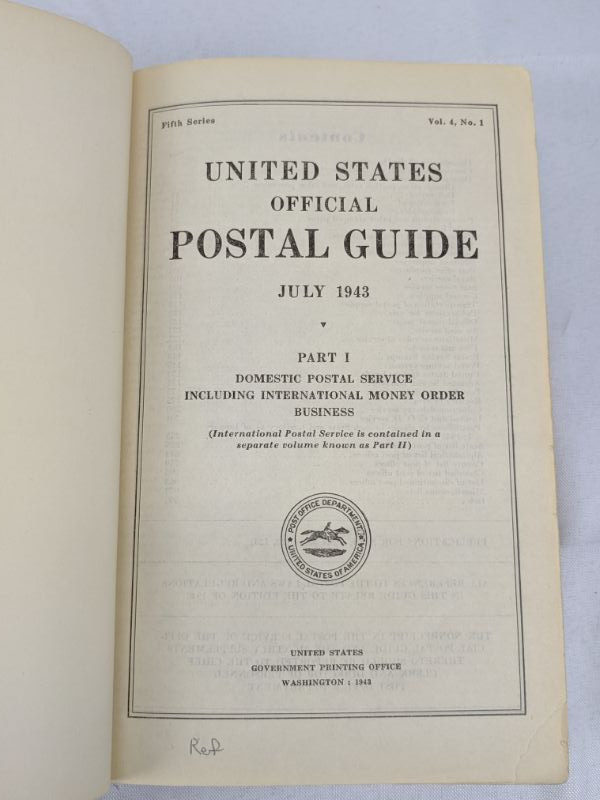 Fifth Series
Vol. 4, No. 1
UNITED STATES
OFFICIAL
POSTAL GUIDE
JULY 1943
PART I
DOMESTIC POSTAL SERVICE
INCLUDING INTERNATIONAL MONEY ORDER
BUSINESS
(International Postal Service is contained in a
separate volume known as Part II)
POST OFFICE DEPARTMENT
UNITED STATES OF AMERICA
UNITED STATES
GOVERNMENT PRINTING OFFICE
WASHINGTON : 1943
Ref